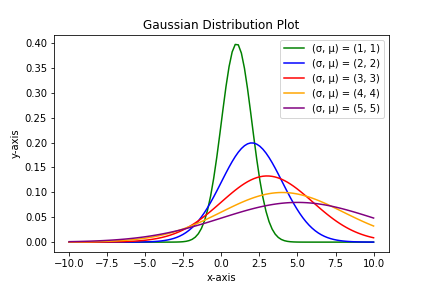 Gaussian Distribution Plot
0.40
0.35
0.30
0.25
0.20
0.15
0.10
0.05
0.00
y-axis
(σ, μ) = (1, 1)
(σ, μ) = (2, 2)
(σ, μ) = (3, 3)
(σ, μ) = (4, 4)
(σ, μ) = (5, 5)
−10.0 −7.5 −5.0 −2.5 0.0 2.5 5.0 7.5 10.0
x-axis